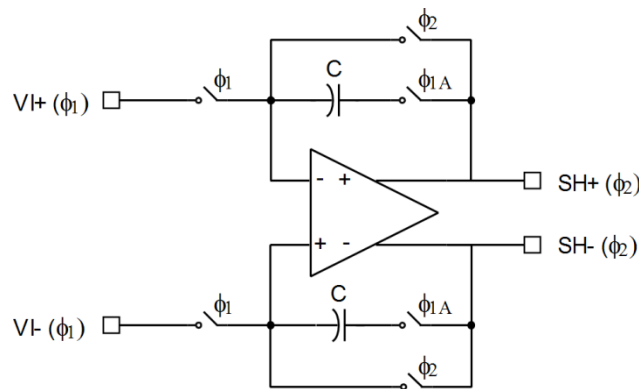 ϕ2
C
ϕ1
ϕ1A
VI+ (ϕ1)
- +
SH+ (ϕ2)
+ -
SH- (ϕ2)
C
ϕ1
ϕ1A
VI- (ϕ1)
ϕ2